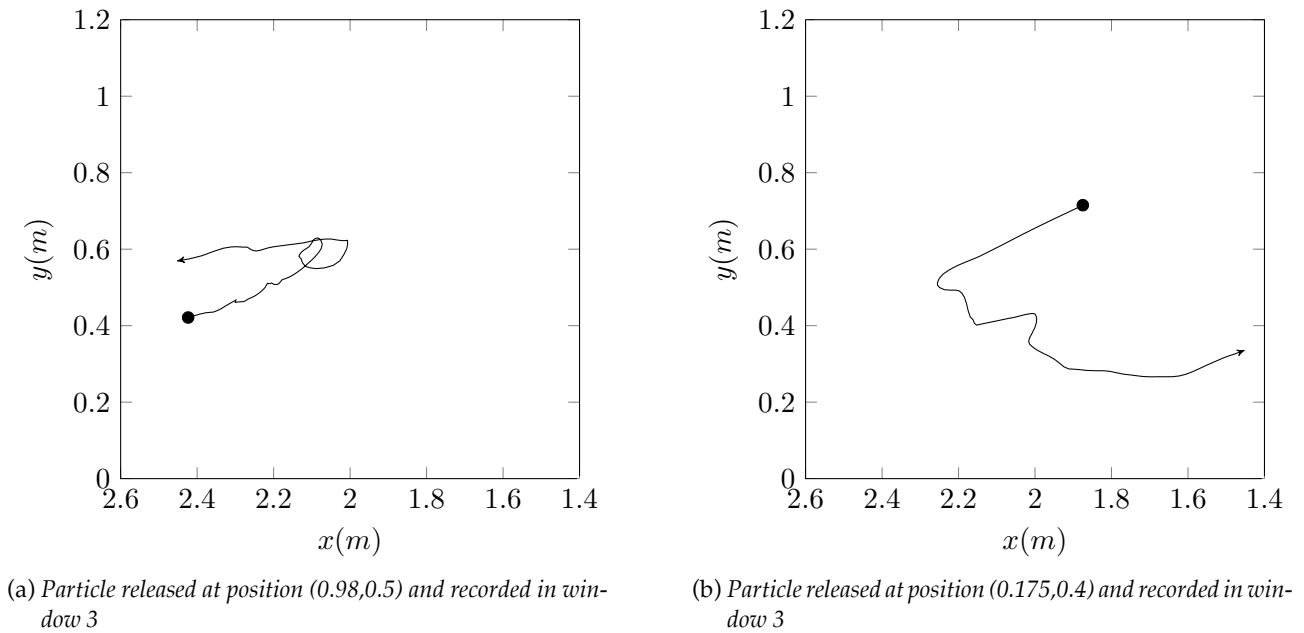 1.2
1
0.8
0.6
0.4
0.2
0
2.6 2.4 2.2 2 1.8 1.6 1.4
x(m)
y(m)
(a) Particle released at position (0.98,0.5) and recorded in win-
dow 3
1.2
1
0.8
0.6
0.4
0.2
0
2.6 2.4 2.2 2 1.8 1.6 1.4
x(m)
y(m)
(b) Particle released at position (0.175,0.4) and recorded in win-
dow 3